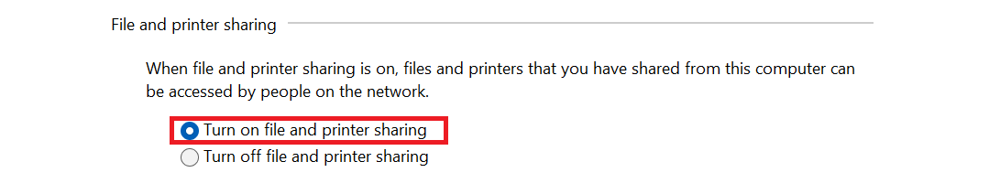 File and printer sharing
When file and printer sharing is on, files and printers that you have shared from this computer can
be accessed by people on the network.
Turn on file and printer sharing
Turn off file and printer sharing